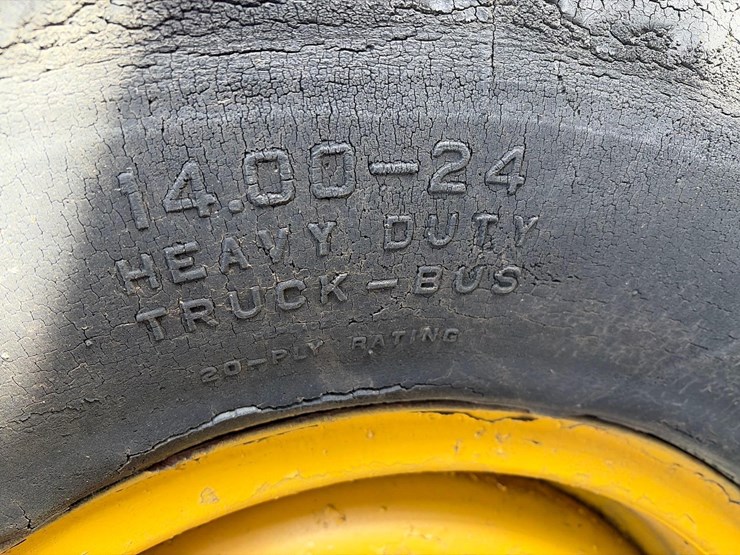 14.00-24
HEAVY DUTY
TRUCK-BUS
20-PLY RATING